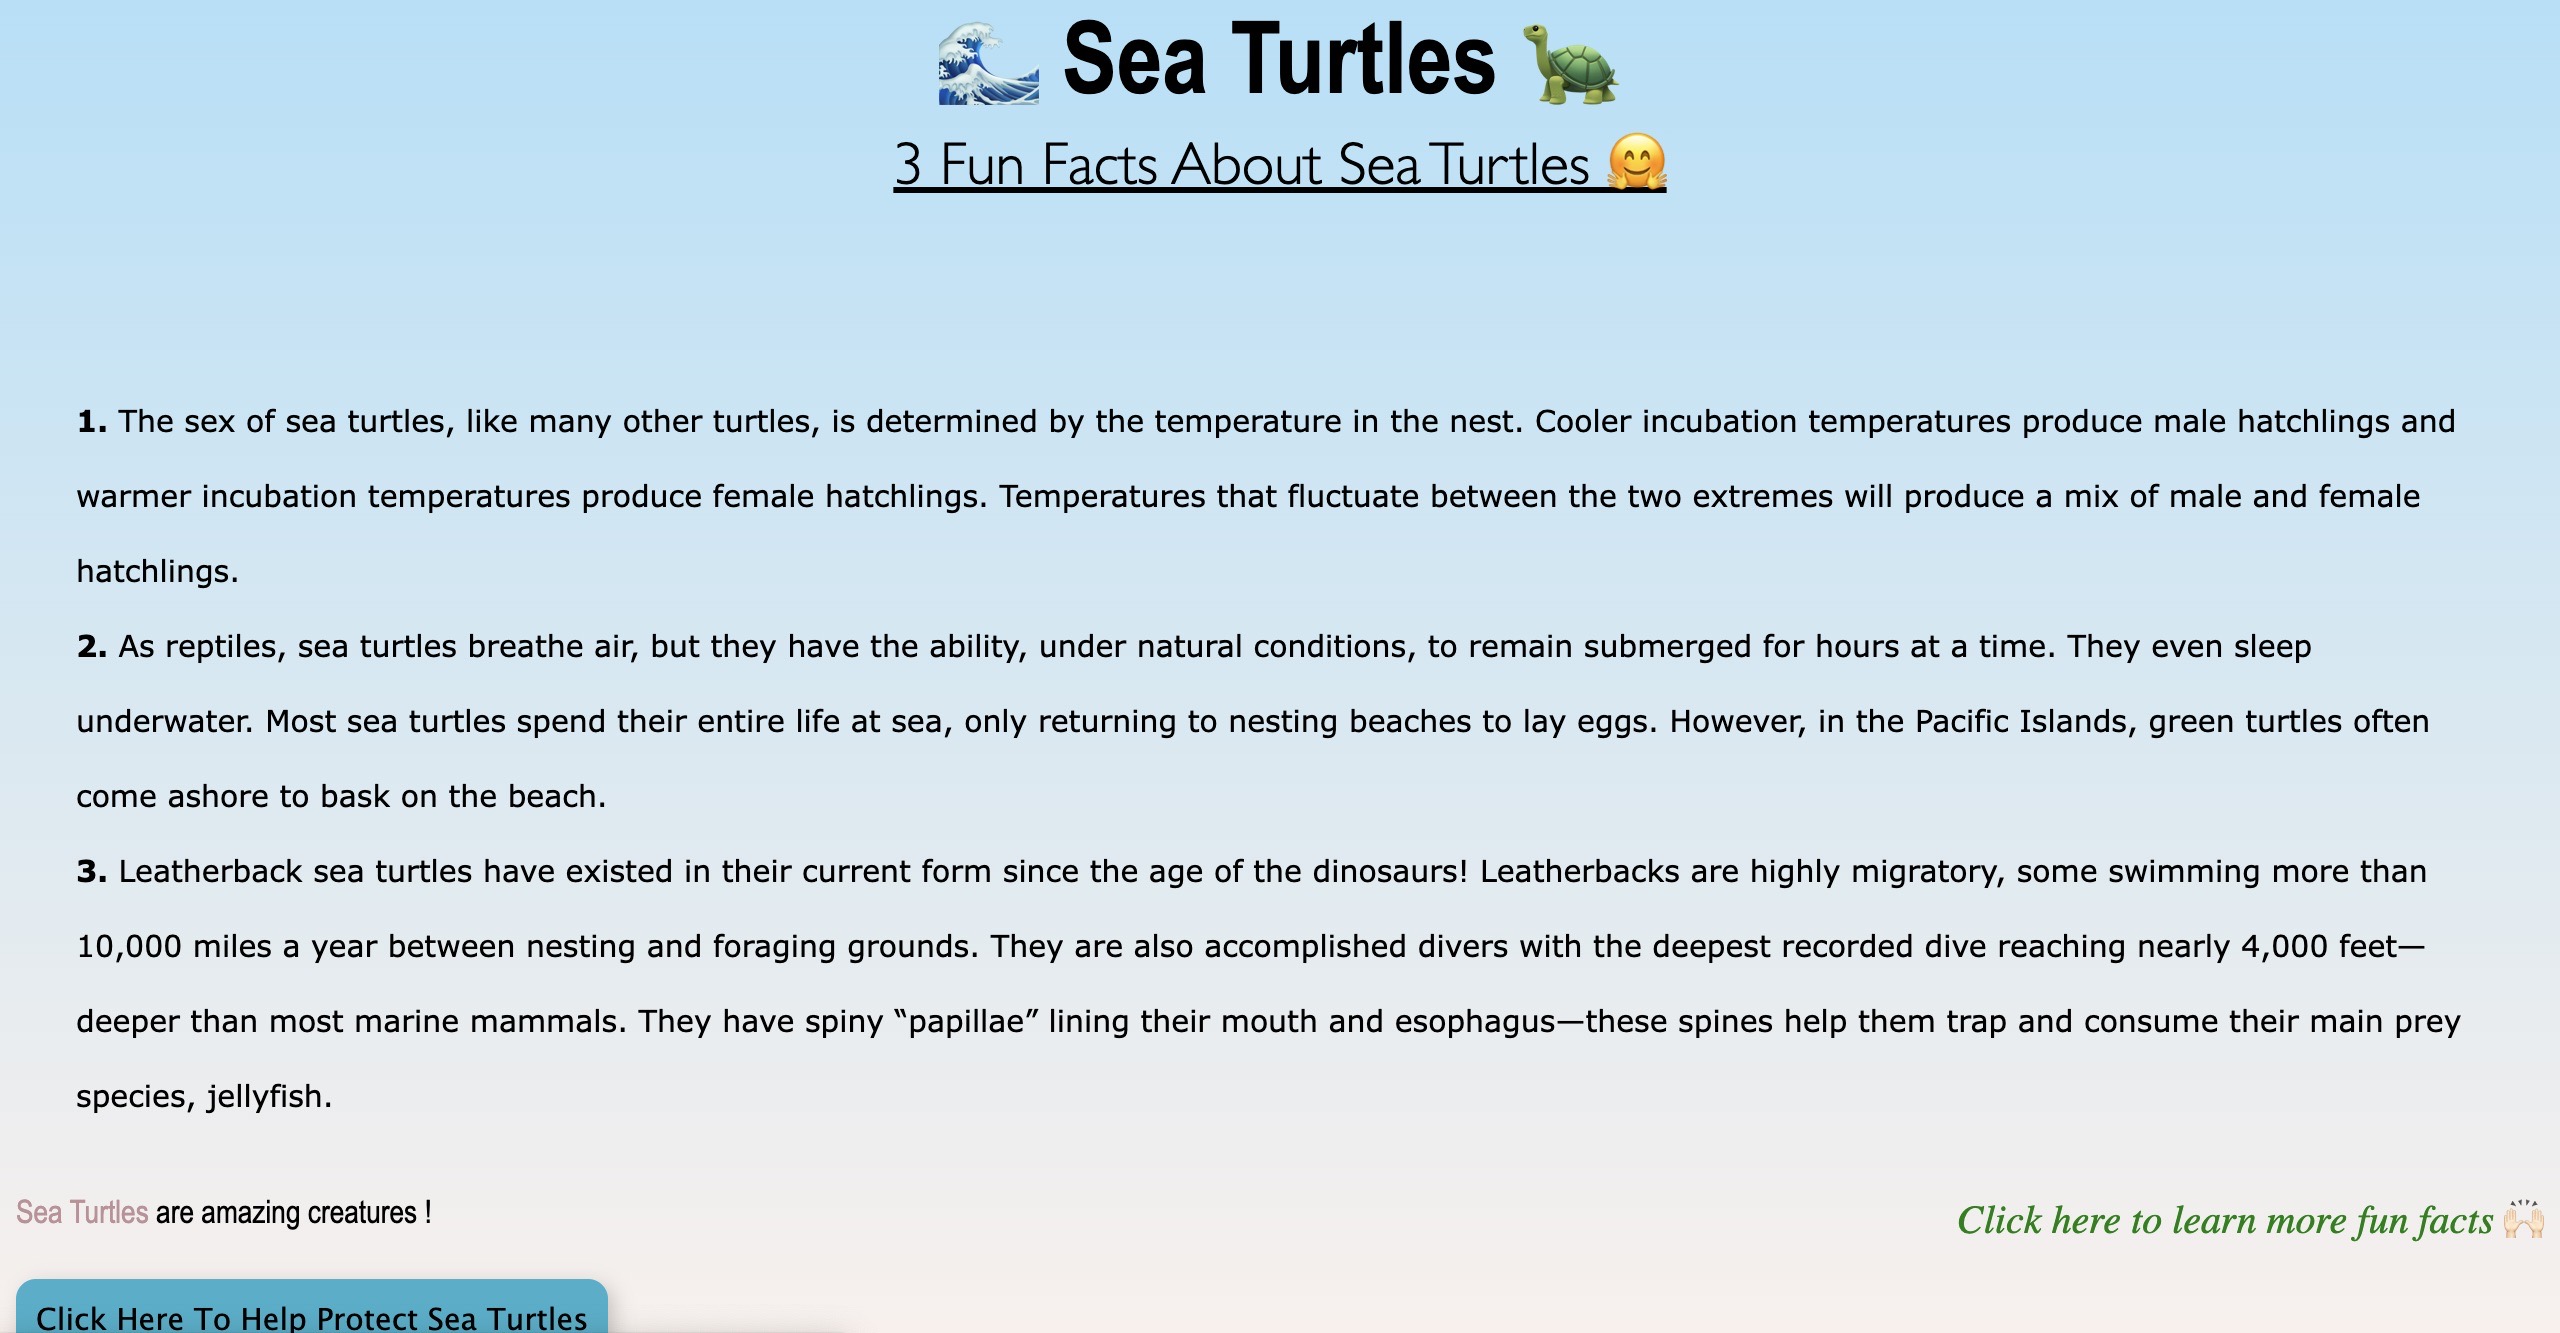 🌊 Sea Turtles 🐢
3 Fun Facts About Sea Turtles 🤗
1. The sex of sea turtles, like many other turtles, is determined by the temperature in the nest. Cooler incubation temperatures produce male hatchlings and
warmer incubation temperatures produce female hatchlings. Temperatures that fluctuate between the two extremes will produce a mix of male and female
hatchlings.
2. As reptiles, sea turtles breathe air, but they have the ability, under natural conditions, to remain submerged for hours at a time. They even sleep
underwater. Most sea turtles spend their entire life at sea, only returning to nesting beaches to lay eggs. However, in the Pacific Islands, green turtles often
come ashore to bask on the beach.
3. Leatherback sea turtles have existed in their current form since the age of the dinosaurs! Leatherbacks are highly migratory, some swimming more than
10,000 miles a year between nesting and foraging grounds. They are also accomplished divers with the deepest recorded dive reaching nearly 4,000 feet—
deeper than most marine mammals. They have spiny “papillae” lining their mouth and esophagus—these spines help them trap and consume their main prey
species, jellyfish.
Sea Turtles are amazing creatures !
Click here to learn more fun facts 🙌🏻
Click Here To Help Protect Sea Turtles